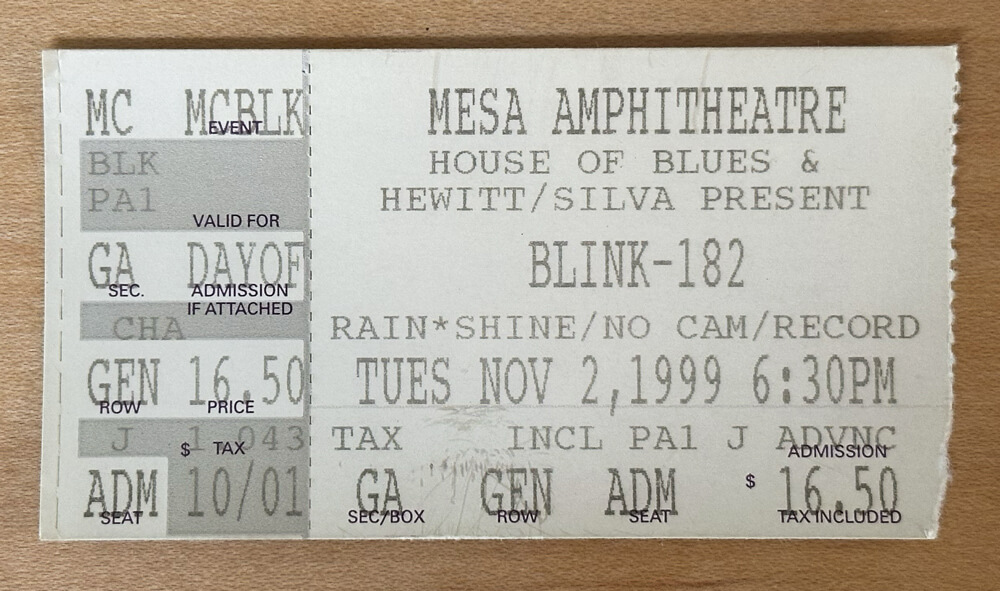 MC MCBLK
EVENT
BLK
PA1
VALID FOR
GA DAYOF
SEC. ADMISSION
IF ATTACHED
CHA
GEN 16.50
ROW PRICE
J 1 043
$ TAX
ADM 10/01
SEAT
MESA AMPHITHEATRE
HOUSE OF BLUES &
HEWITT/SILVA PRESENT
BLINK-182
RAIN*SHINE/NO CAM/RECORD
TUES NOV 2,1999 6:30PM
TAX INCL PA1 J ADVNC
ADMISSION
GA GEN ADM $ 16.50
SEC/BOX ROW SEAT TAX INCLUDED